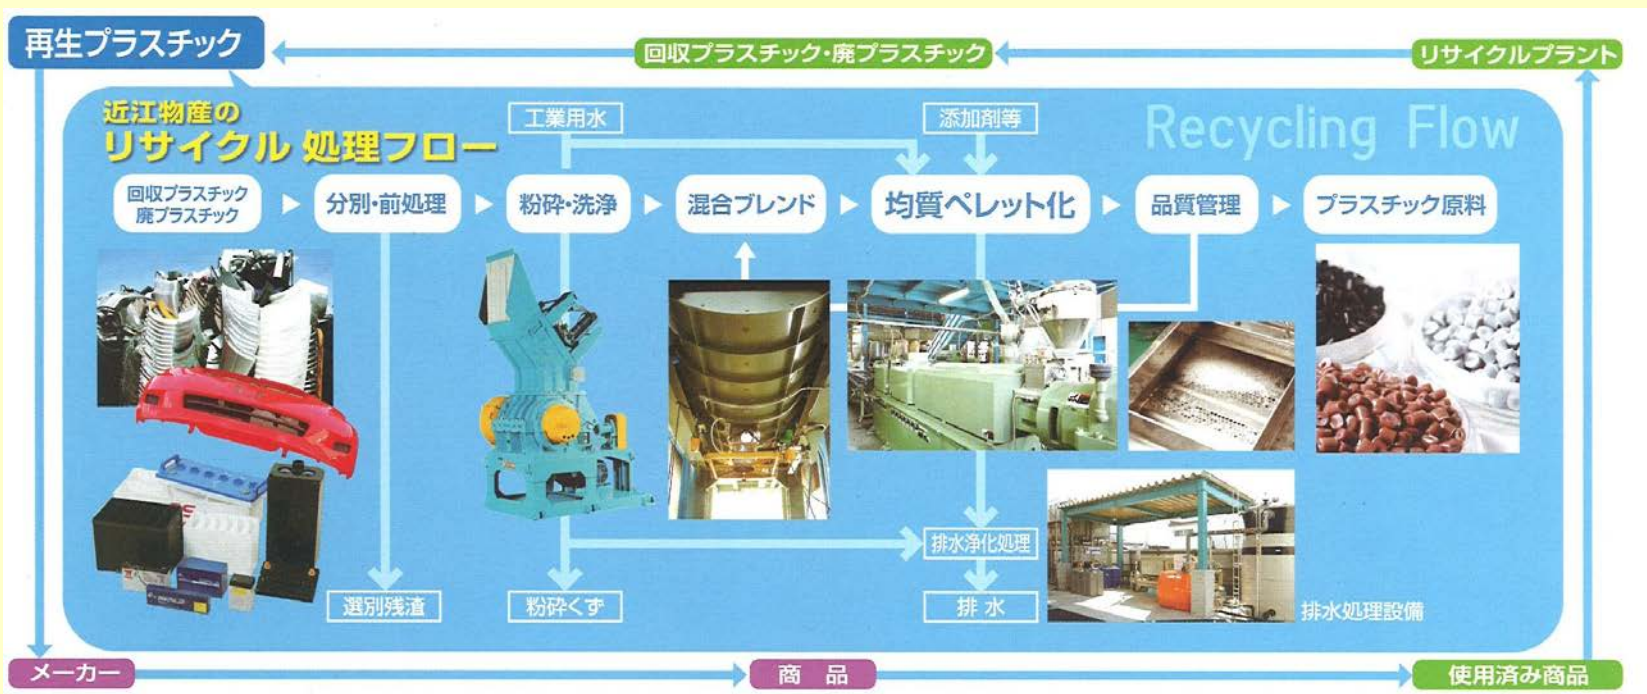 再生プラスチック
回収プラスチック・廃プラスチック
リサイクルプラント
近江物産の
リサイクル 処理フロー
工業用水
添加剤等
Recycling Flow
回収プラスチック
廃プラスチック
分別・前処理
粉砕・洗浄
混合ブレンド
均質ペレット化
品質管理
プラスチック原料
排水浄化処理
選別残渣
粉砕くず
排 水
排水処理設備
メーカー
商 品
使用済み商品